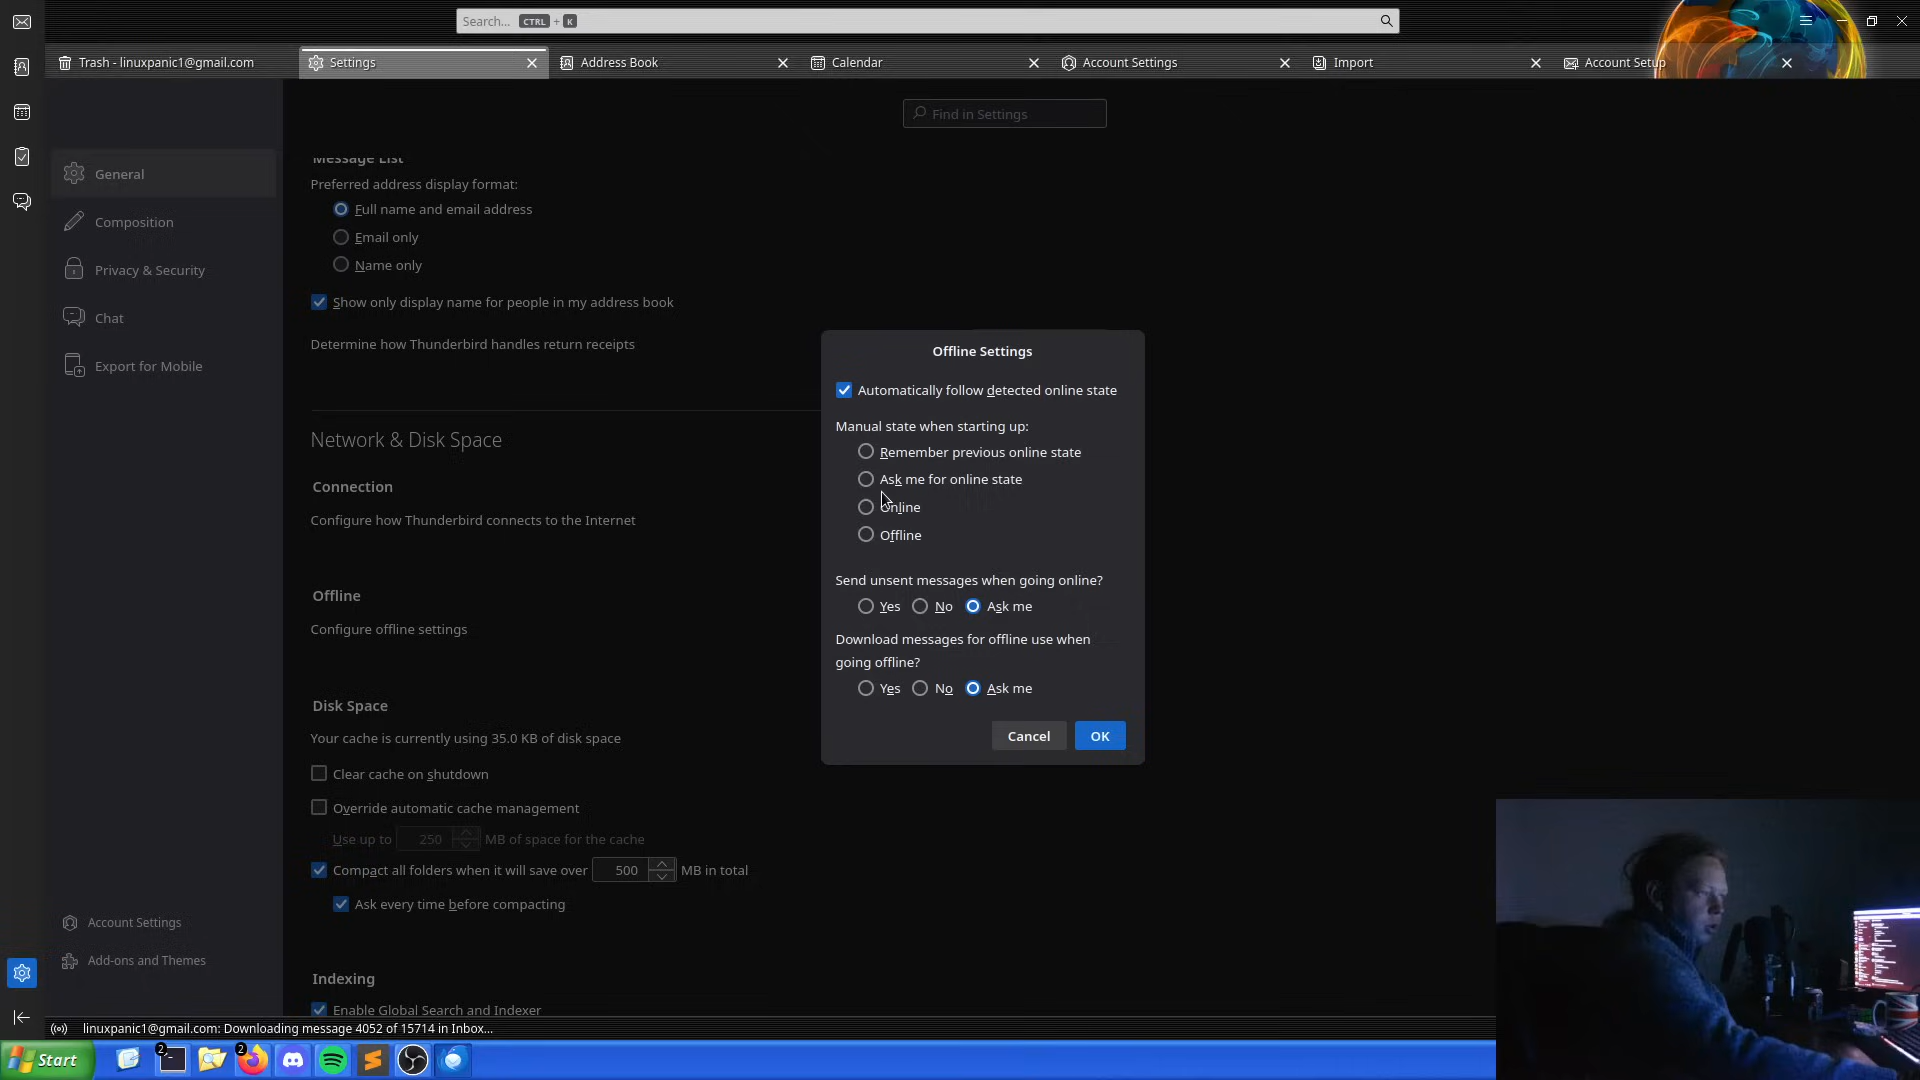 Search... CTRL + K
Trash - linuxpanic1@gmail.com
Settings
Address Book
Calendar
Account Settings
Import
Account Setup
Find in Settings
General
Composition
Privacy & Security
Chat
Export for Mobile
Account Settings
Add-ons and Themes
Message List
Preferred address display format:
Full name and email address
Email only
Name only
Show only display name for people in my address book
Determine how Thunderbird handles return receipts
Network & Disk Space
Connection
Configure how Thunderbird connects to the Internet
Offline
Configure offline settings
Disk Space
Your cache is currently using 35.0 KB of disk space
Clear cache on shutdown
Override automatic cache management
Use up to 250 MB of space for the cache
Compact all folders when it will save over 500 MB in total
Ask every time before compacting
Indexing
Enable Global Search and Indexer
Offline Settings
Automatically follow detected online state
Manual state when starting up:
Remember previous online state
Ask me for online state
Online
Offline
Send unsent messages when going online?
Yes No Ask me
Download messages for offline use when
going offline?
Yes No Ask me
Cancel OK
linuxpanic1@gmail.com: Downloading message 4052 of 15714 in Inbox...
Start
2
2